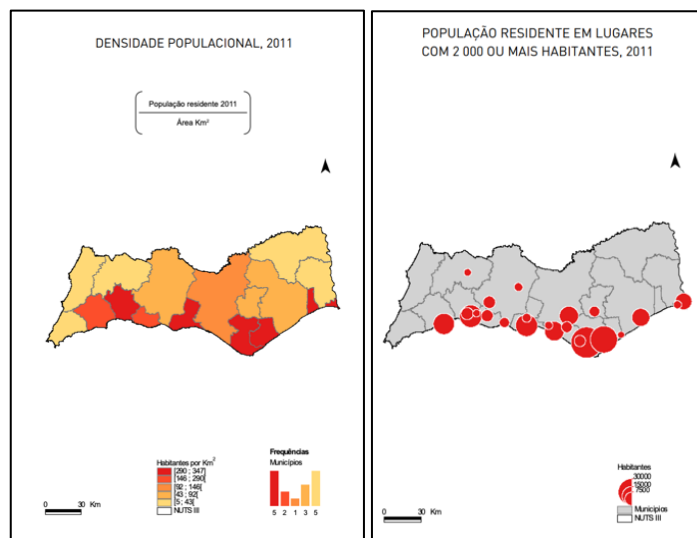 DENSIDADE POPULACIONAL, 2011
População residente 2011
Área Km²
Habitantes por Km²
[290 ; 347]
[146 ; 290[
[92 ; 146[
[43 ; 92[
[5 ; 43[
NUTS III
Frequências
Municípios
5 2 1 3 5
0 30 Km
POPULAÇÃO RESIDENTE EM LUGARES
COM 2 000 OU MAIS HABITANTES, 2011
Habitantes
30000
15000
7500
Municípios
NUTS III
0 30 Km